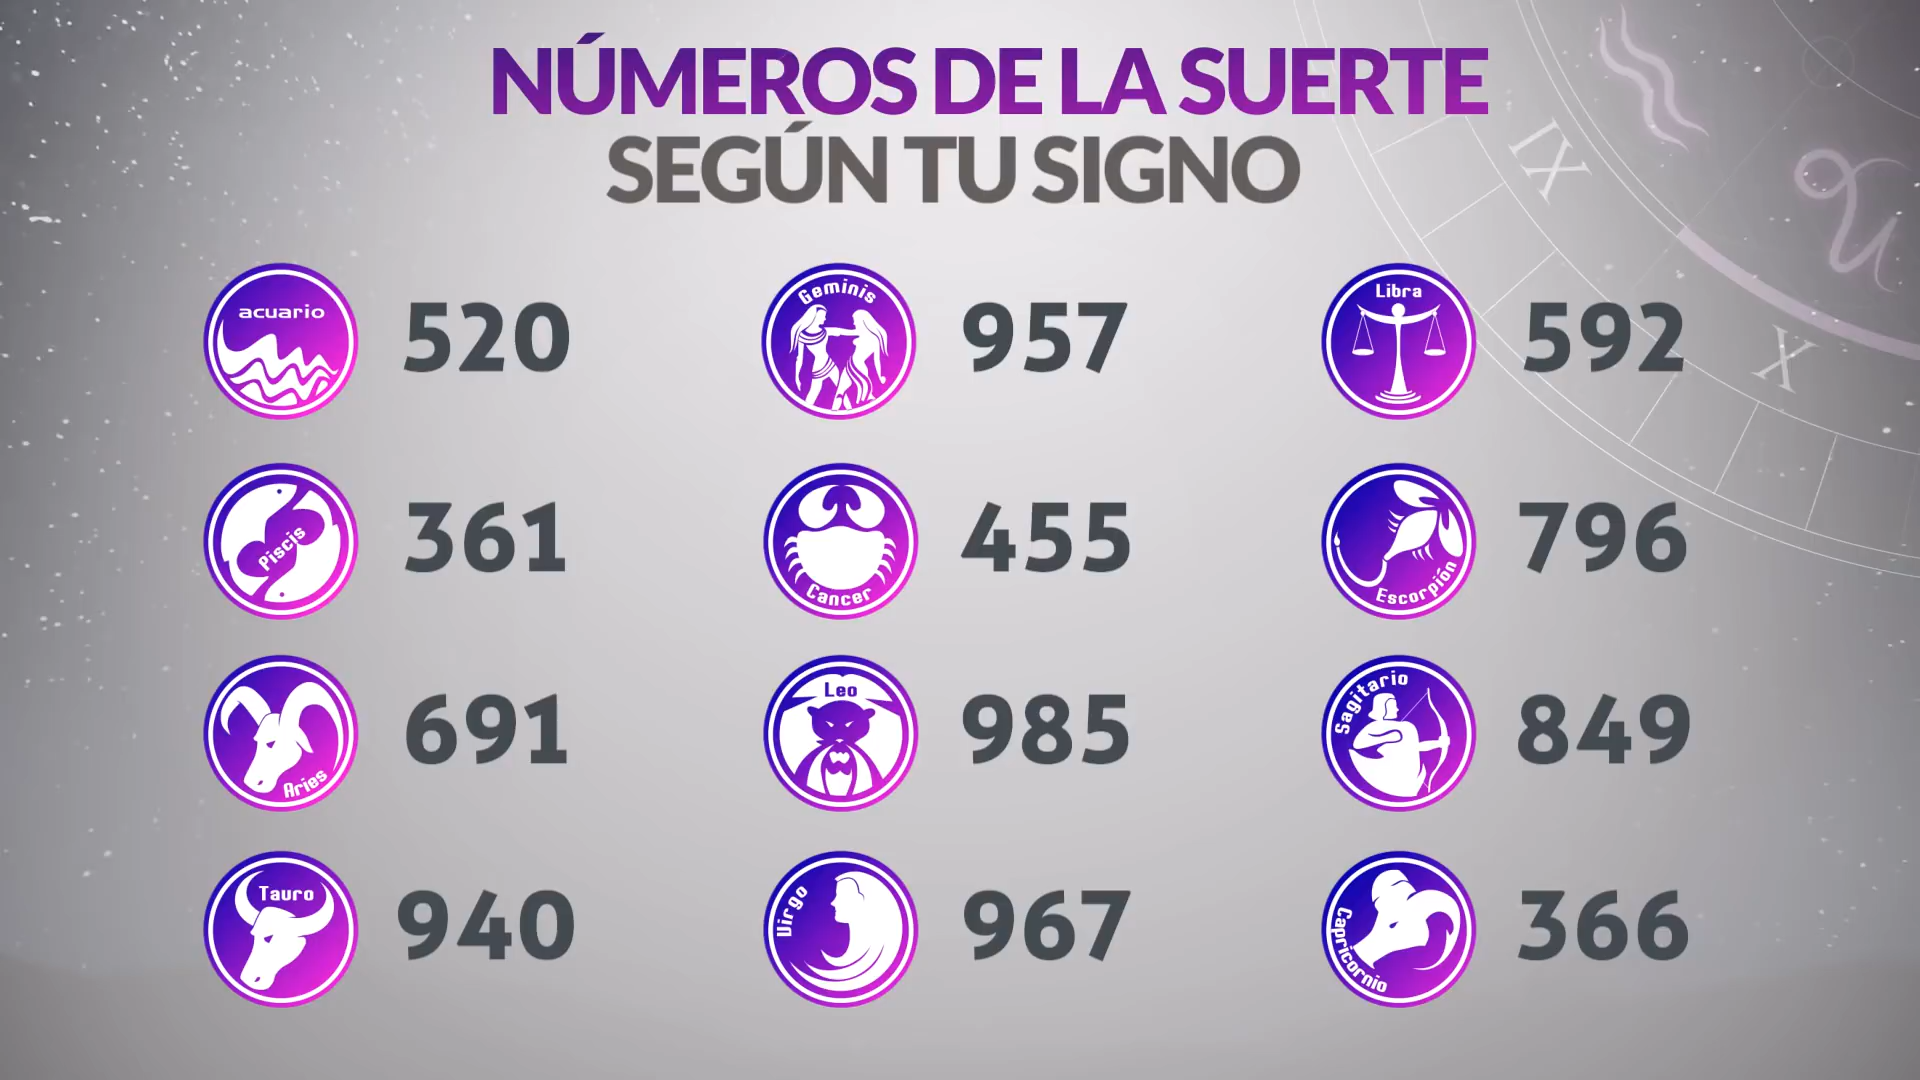 NÚMEROS DE LA SUERTE
SEGÚN TU SIGNO
acuario 520
Geminis 957
Libra 592
Piscis 361
Cancer 455
Escorpión 796
Aries 691
Leo 985
Sagitario 849
Tauro 940
Virgo 967
Capricornio 366
IX
X